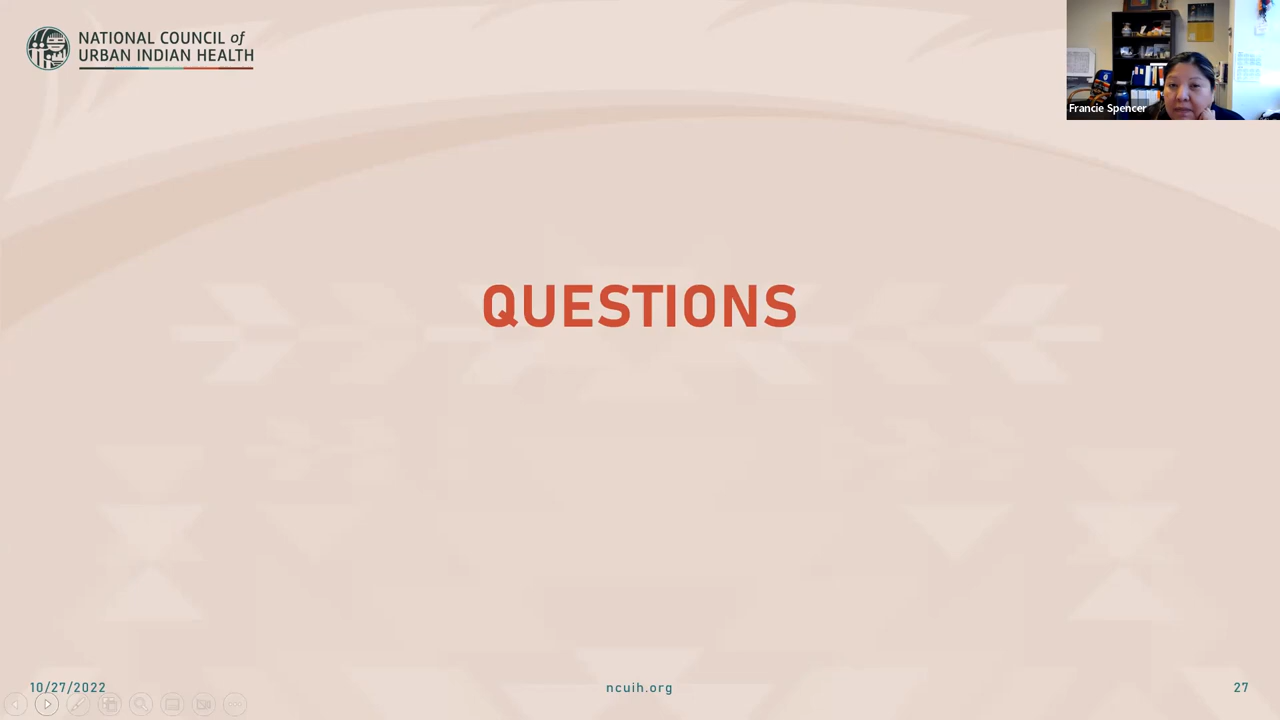 NATIONAL COUNCIL of
URBAN INDIAN HEALTH
Francie Spencer
QUESTIONS
10/27/2022
ncuih.org
27